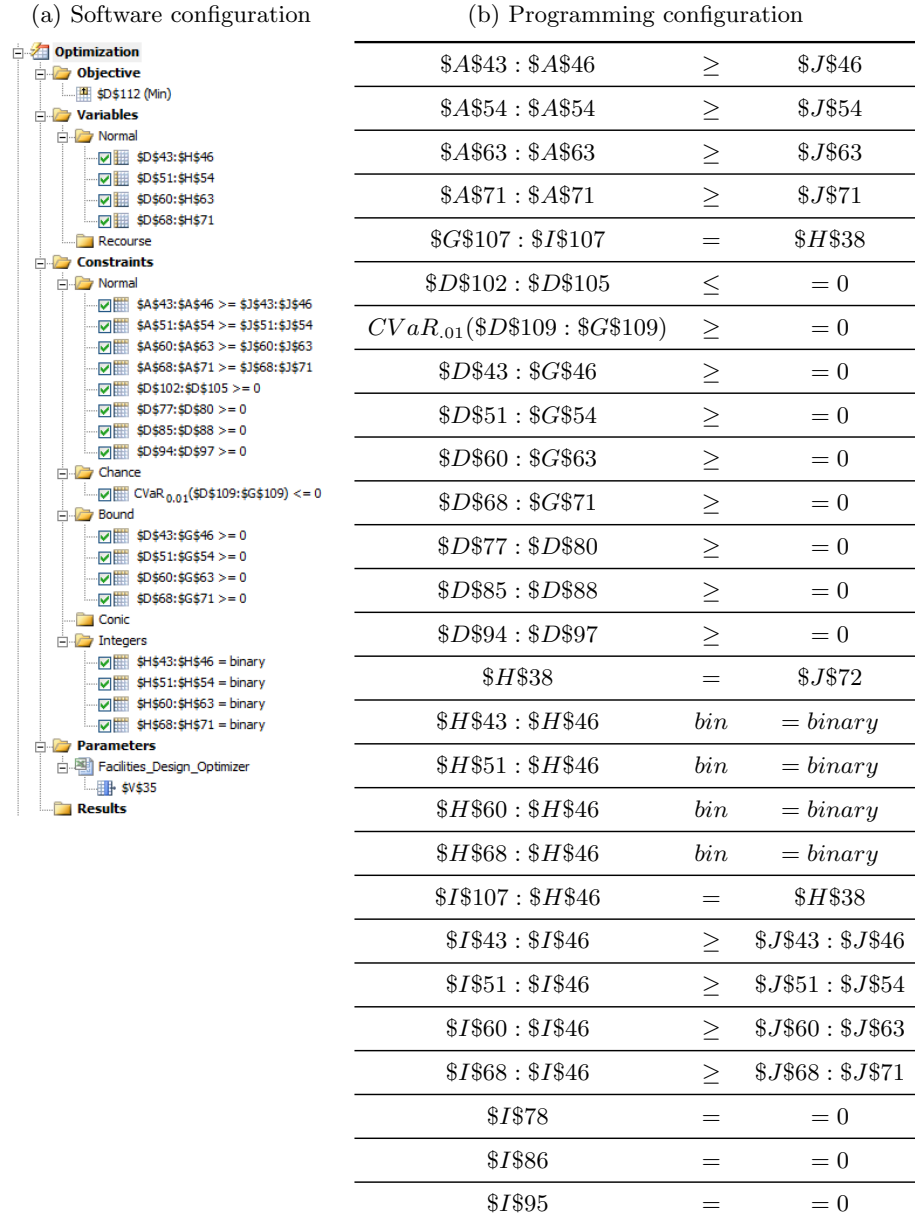 (a) Software configuration
Optimization
Objective
$D$112 (Min)
Variables
Normal
$D$43:$H$46
$D$51:$H$54
$D$60:$H$63
$D$68:$H$71
Recourse
Constraints
Normal
$A$43:$A$46 >= $J$43:$J$46
$A$51:$A$54 >= $J$51:$J$54
$A$60:$A$63 >= $J$60:$J$63
$A$68:$A$71 >= $J$68:$J$71
$D$102:$D$105 >= 0
$D$77:$D$80 >= 0
$D$85:$D$88 >= 0
$D$94:$D$97 >= 0
Chance
CVaR 0.01($D$109:$G$109) <= 0
Bound
$D$43:$G$46 >= 0
$D$51:$G$54 >= 0
$D$60:$G$63 >= 0
$D$68:$G$71 >= 0
Conic
Integers
$H$43:$H$46 = binary
$H$51:$H$54 = binary
$H$60:$H$63 = binary
$H$68:$H$71 = binary
Parameters
Facilities_Design_Optimizer
$V$35
Results
(b) Programming configuration
$A$43 : $A$46 ≥ $J$46
$A$54 : $A$54 ≥ $J$54
$A$63 : $A$63 ≥ $J$63
$A$71 : $A$71 ≥ $J$71
$G$107 : $I$107 = $H$38
$D$102 : $D$105 ≤ = 0
CVaR.01($D$109 : $G$109) ≥ = 0
$D$43 : $G$46 ≥ = 0
$D$51 : $G$54 ≥ = 0
$D$60 : $G$63 ≥ = 0
$D$68 : $G$71 ≥ = 0
$D$77 : $D$80 ≥ = 0
$D$85 : $D$88 ≥ = 0
$D$94 : $D$97 ≥ = 0
$H$38 = $J$72
$H$43 : $H$46 bin = binary
$H$51 : $H$46 bin = binary
$H$60 : $H$46 bin = binary
$H$68 : $H$46 bin = binary
$I$107 : $H$46 = $H$38
$I$43 : $I$46 ≥ $J$43 : $J$46
$I$51 : $I$46 ≥ $J$51 : $J$54
$I$60 : $I$46 ≥ $J$60 : $J$63
$I$68 : $I$46 ≥ $J$68 : $J$71
$I$78 = = 0
$I$86 = = 0
$I$95 = = 0